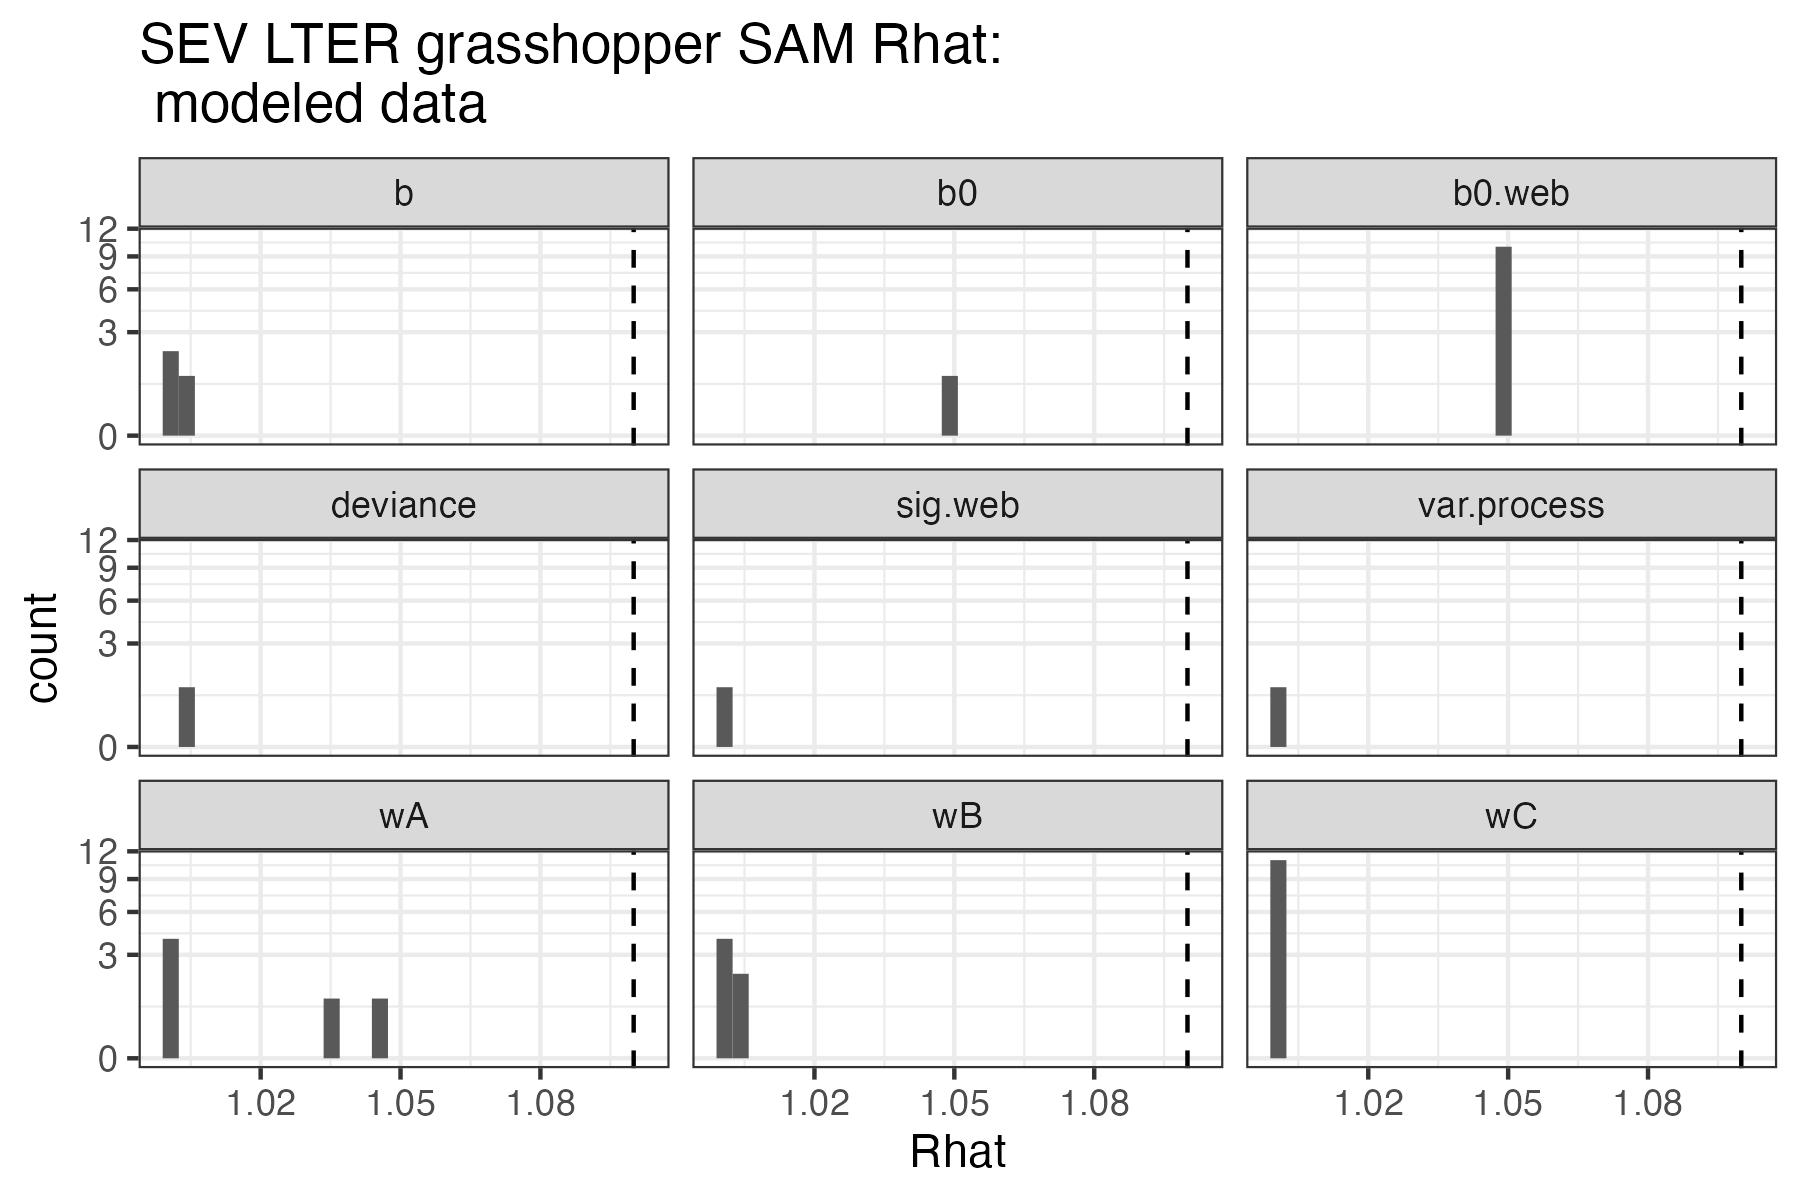 SEV LTER grasshopper SAM Rhat:
modeled data
b
b0
b0.web
12
9
6
3
0
deviance
sig.web
var.process
12
9
6
3
0
count
wA
wB
wC
12
9
6
3
0
1.02 1.05 1.08
1.02 1.05 1.08
1.02 1.05 1.08
Rhat